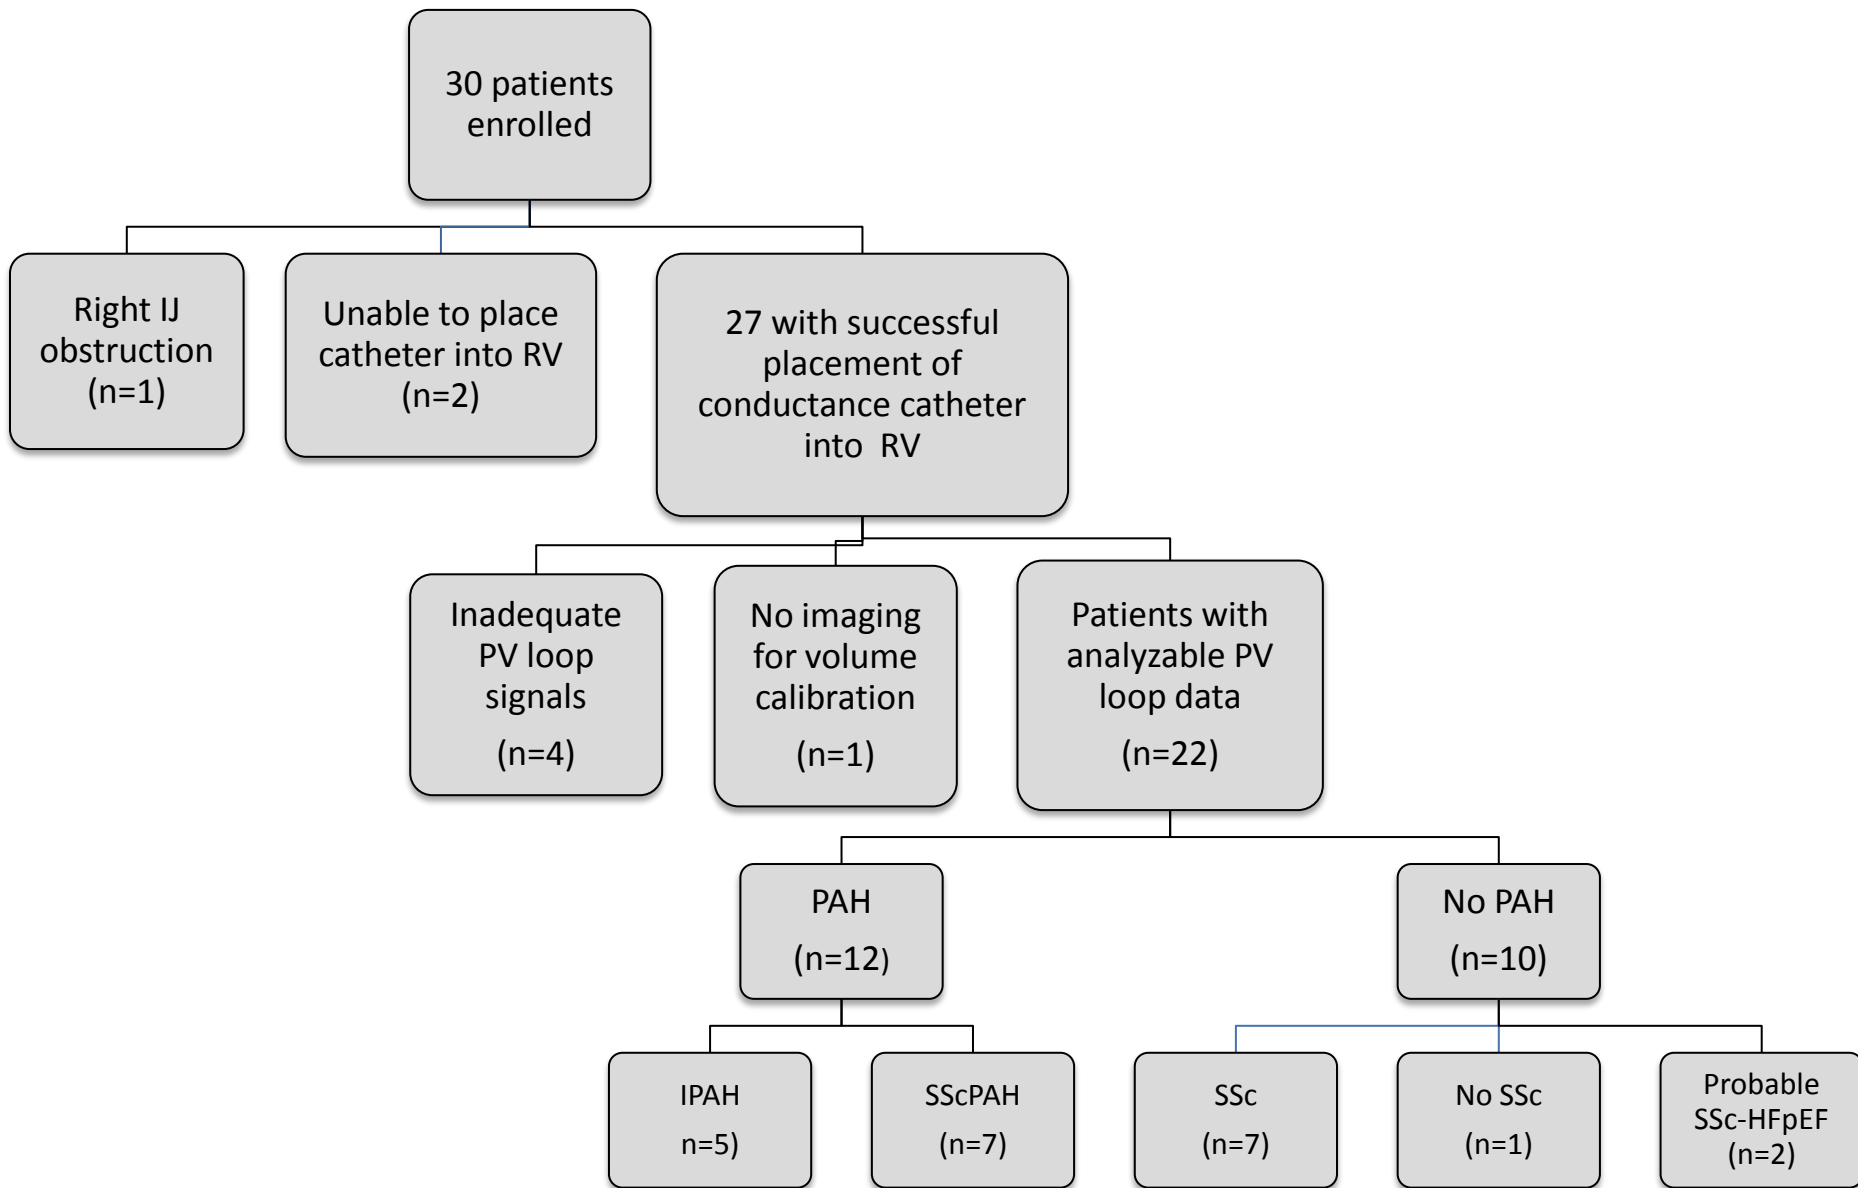 30 patients
enrolled
Right IJ
obstruction
(n=1)
Unable to place
catheter into RV
(n=2)
27 with successful
placement of
conductance catheter
into RV
Inadequate
PV loop
signals
(n=4)
No imaging
for volume
calibration
(n=1)
Patients with
analyzable PV
loop data
(n=22)
PAH
(n=12)
No PAH
(n=10)
IPAH
n=5)
SScPAH
(n=7)
SSc
(n=7)
No SSc
(n=1)
Probable
SSc-HFpEF
(n=2)